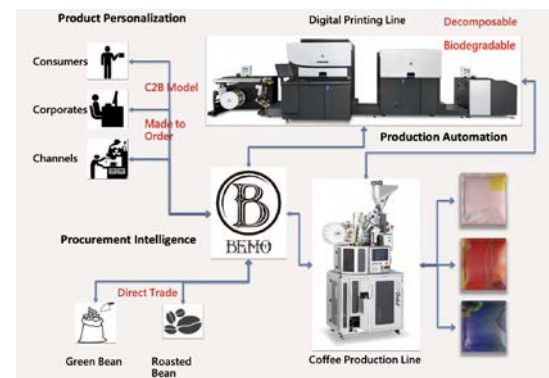 Product Personalization
Digital Printing Line
Decomposable
Biodegradable
Consumers
C2B Model
Corporates
Made to
Order
Production Automation
Channels
B
BEMO
Procurement Intelligence
Direct Trade
Green Bean
Roasted
Bean
Coffee Production Line